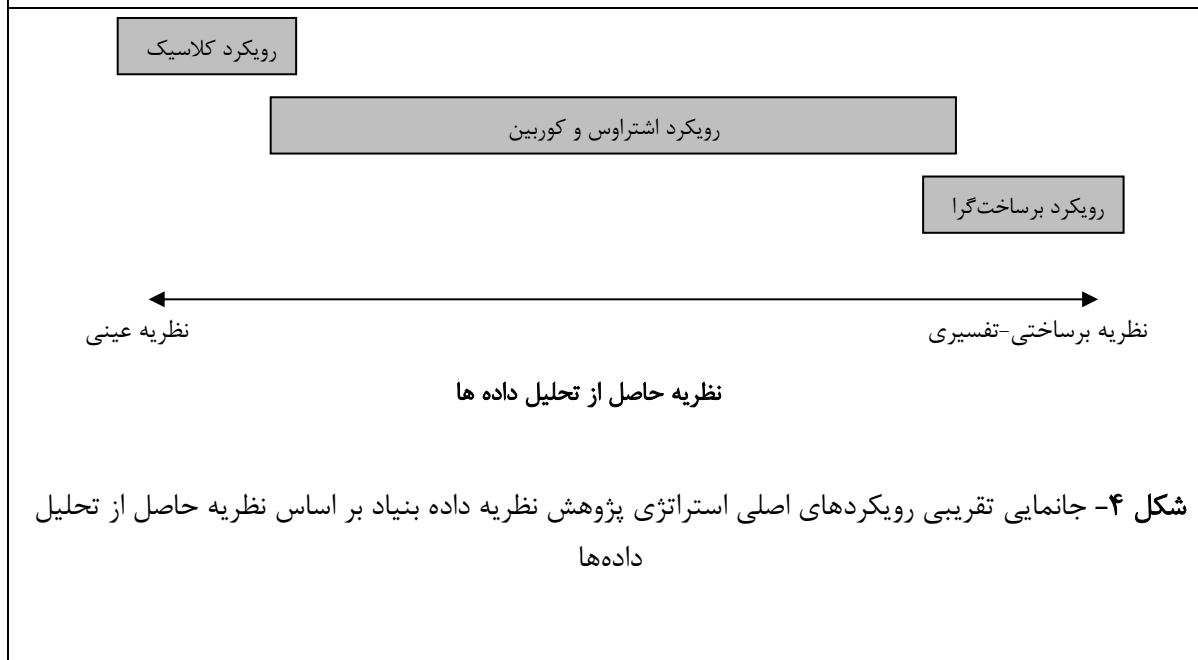 رویکرد کلاسیک
رویکرد اشتراوس و کوربین
رویکرد برساخت‌گرا
نظریه برساختی-تفسیری
نظریه عینی
نظریه حاصل از تحلیل داده ها
شکل ۴- جانمایی تقریبی رویکردهای اصلی استراتژی پژوهش نظریه داده بنیاد بر اساس نظریه حاصل از تحلیل
داده‌ها